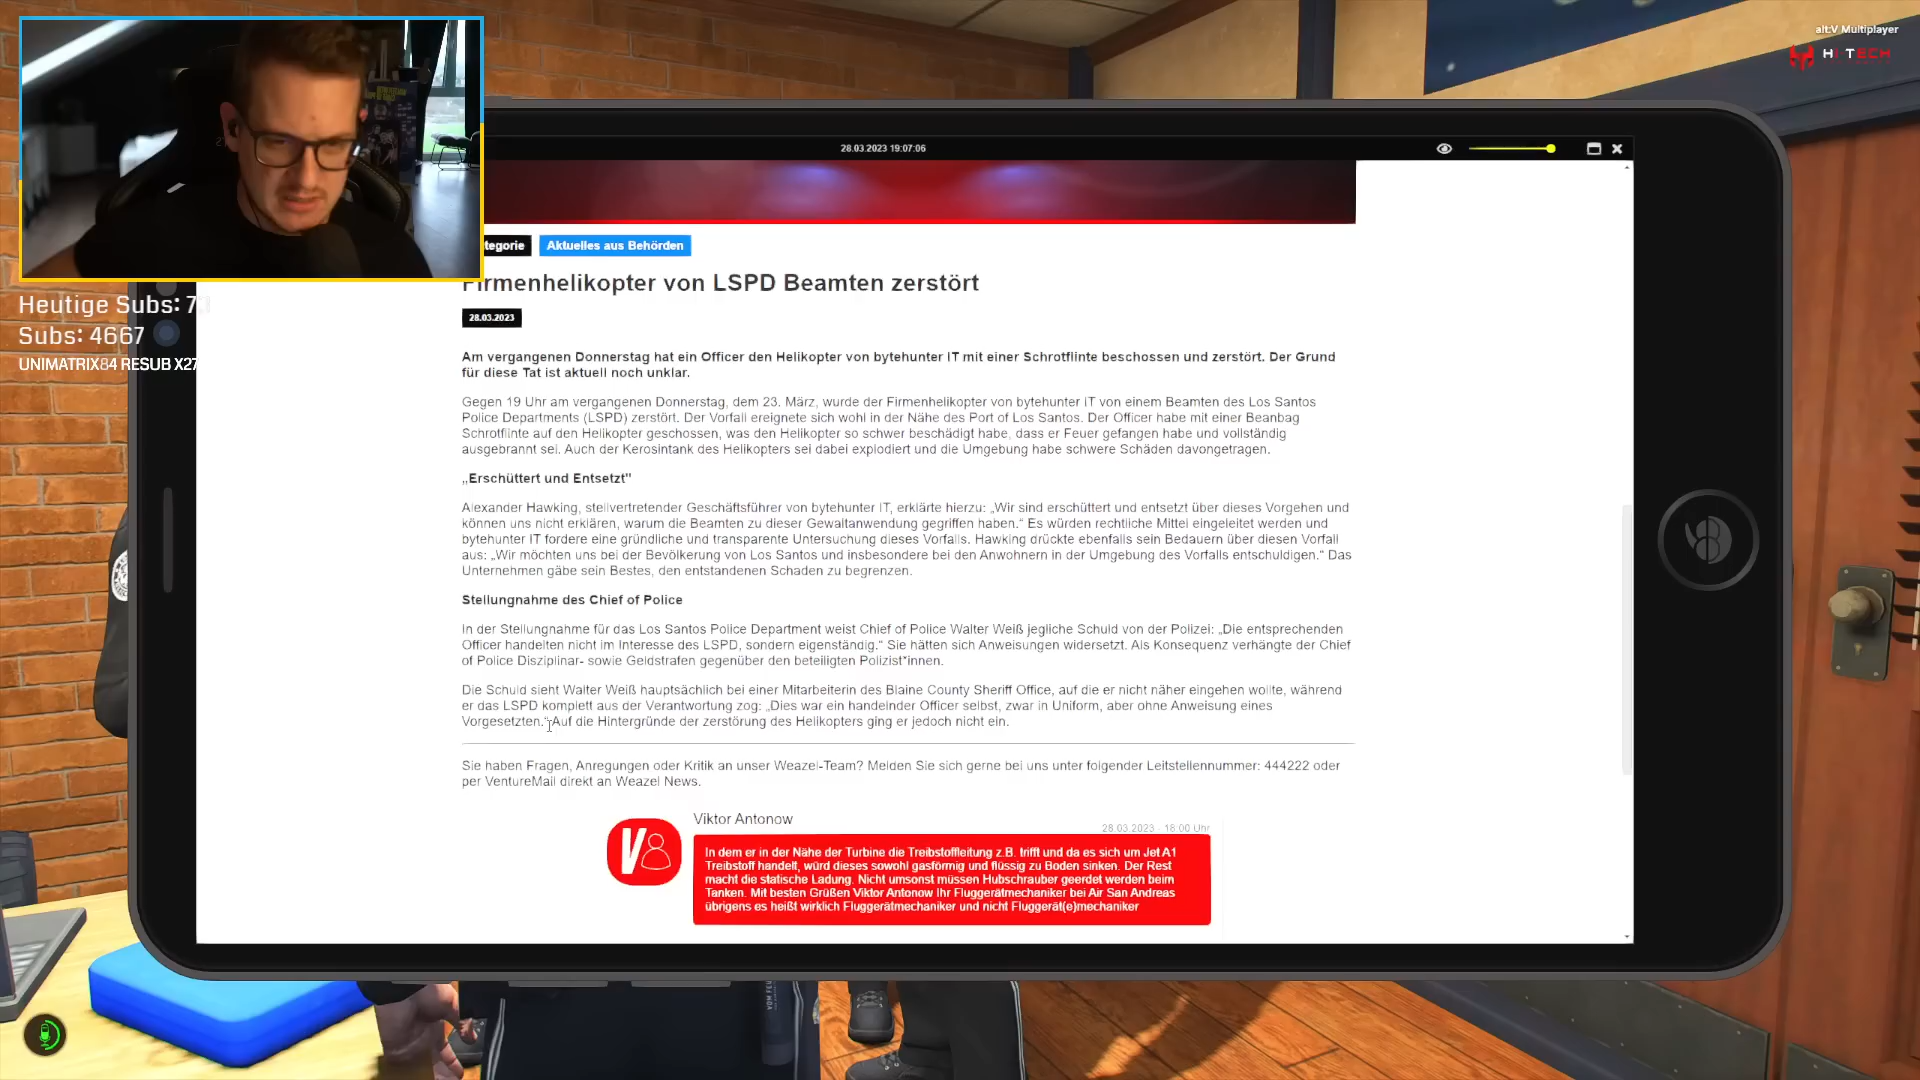 alt:V Multiplayer
HITECH
28.03.2023 19:07:06
tegorie
Aktuelles aus Behörden
Firmenhelikopter von LSPD Beamten zerstört
28.03.2023
Heutige Subs: 7
Subs: 4667
UNIMATRIX84 RESUB X27
Am vergangenen Donnerstag hat ein Officer den Helikopter von bytehunter IT mit einer Schrotflinte beschossen und zerstört. Der Grund
für diese Tat ist aktuell noch unklar.
Gegen 19 Uhr am vergangenen Donnerstag, dem 23. März, wurde der Firmenhelikopter von bytehunter IT von einem Beamten des Los Santos
Police Departments (LSPD) zerstört. Der Vorfall ereignete sich wohl in der Nähe des Port of Los Santos. Der Officer habe mit einer Beanbag
Schrotflinte auf den Helikopter geschossen, was den Helikopter so schwer beschädigt habe, dass er Feuer gefangen habe und vollständig
ausgebrannt sei. Auch der Kerosintank des Helikopters sei dabei explodiert und die Umgebung habe schwere Schäden davongetragen.
„Erschüttert und Entsetzt"
Alexander Hawking, stellvertretender Geschäftsführer von bytehunter IT, erklärte hierzu: „Wir sind erschüttert und entsetzt über dieses Vorgehen und
können uns nicht erklären, warum die Beamten zu dieser Gewaltanwendung gegriffen haben.“ Es würden rechtliche Mittel eingeleitet werden und
bytehunter IT fordere eine gründliche und transparente Untersuchung dieses Vorfalls. Hawking drückte ebenfalls sein Bedauern über diesen Vorfall
aus: „Wir möchten uns bei der Bevölkerung von Los Santos und insbesondere bei den Anwohnern in der Umgebung des Vorfalls entschuldigen.“ Das
Unternehmen gäbe sein Bestes, den entstandenen Schaden zu begrenzen.
Stellungnahme des Chief of Police
In der Stellungnahme für das Los Santos Police Department weist Chief of Police Walter Weiß jegliche Schuld von der Polizei: „Die entsprechenden
Officer handelten nicht im Interesse des LSPD, sondern eigenständig.“ Sie hätten sich Anweisungen widersetzt. Als Konsequenz verhängte der Chief
of Police Disziplinar- sowie Geldstrafen gegenüber den beteiligten Polizist*innen.
Die Schuld sieht Walter Weiß hauptsächlich bei einer Mitarbeiterin des Blaine County Sheriff Office, auf die er nicht näher eingehen wollte, während
er das LSPD komplett aus der Verantwortung zog: „Dies war ein handelnder Officer selbst, zwar in Uniform, aber ohne Anweisung eines
Vorgesetzten.“ Auf die Hintergründe der zerstörung des Helikopters ging er jedoch nicht ein.
Sie haben Fragen, Anregungen oder Kritik an unser Weazel-Team? Melden Sie sich gerne bei uns unter folgender Leitstellennummer: 444222 oder
per VentureMail direkt an Weazel News.
Viktor Antonow
28.03.2023 - 18:00 Uhr
In dem er in der Nähe der Turbine die Treibstoffleitung z.B. trifft und da es sich um Jet A1
Treibstoff handelt, würd dieses sowohl gasförmig und flüssig zu Boden sinken. Der Rest
macht die statische Ladung. Nicht umsonst müssen Hubschrauber geerdet werden beim
Tanken. Mit besten Grüßen Viktor Antonow Ihr Fluggerätmechaniker bei Air San Andreas
übrigens es heißt wirklich Fluggerätmechaniker und nicht Fluggerät(e)mechaniker